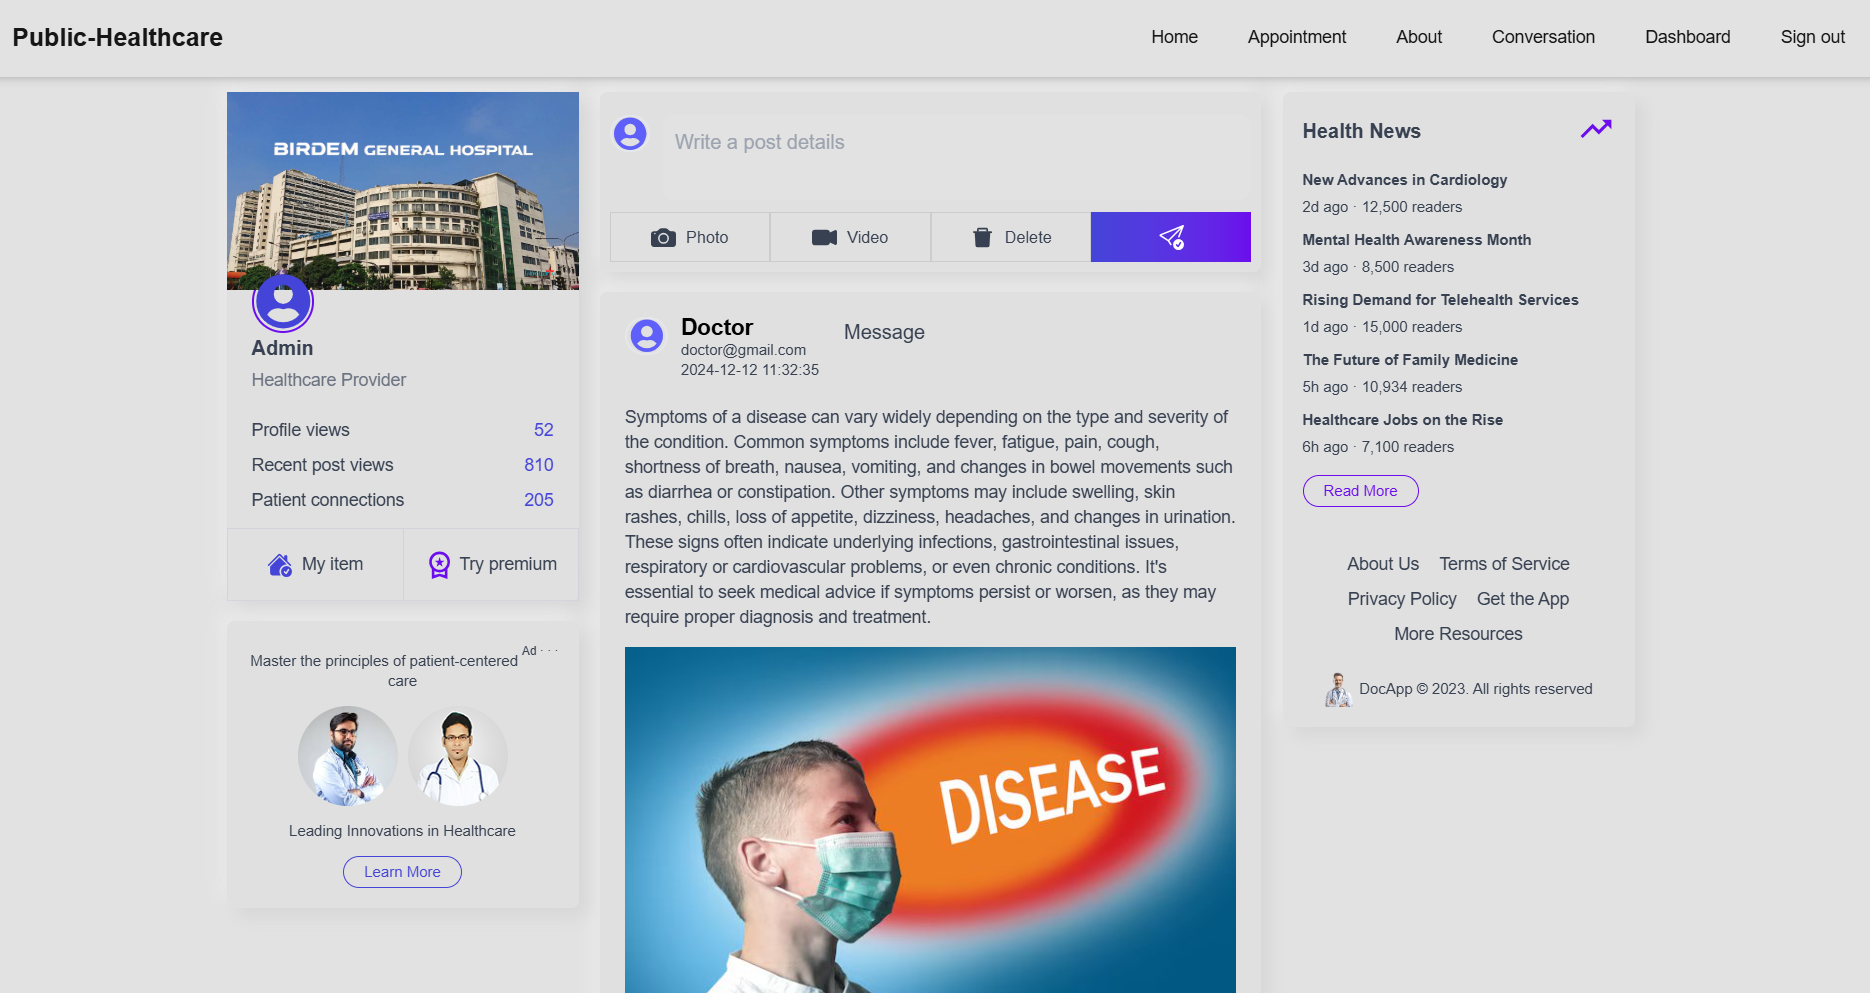 Public-Healthcare
Home
Appointment
About
Conversation
Dashboard
Sign out
BIRDEM GENERAL HOSPITAL
Admin
Healthcare Provider
Profile views 52
Recent post views 810
Patient connections 205
My item
Try premium
Ad · · ·
Master the principles of patient-centered
care
Leading Innovations in Healthcare
Learn More
Write a post details
Photo
Video
Delete
Doctor
Message
doctor@gmail.com
2024-12-12 11:32:35
Symptoms of a disease can vary widely depending on the type and severity of
the condition. Common symptoms include fever, fatigue, pain, cough,
shortness of breath, nausea, vomiting, and changes in bowel movements such
as diarrhea or constipation. Other symptoms may include swelling, skin
rashes, chills, loss of appetite, dizziness, headaches, and changes in urination.
These signs often indicate underlying infections, gastrointestinal issues,
respiratory or cardiovascular problems, or even chronic conditions. It's
essential to seek medical advice if symptoms persist or worsen, as they may
require proper diagnosis and treatment.
DISEASE
Health News
New Advances in Cardiology
2d ago · 12,500 readers
Mental Health Awareness Month
3d ago · 8,500 readers
Rising Demand for Telehealth Services
1d ago · 15,000 readers
The Future of Family Medicine
5h ago · 10,934 readers
Healthcare Jobs on the Rise
6h ago · 7,100 readers
Read More
About Us
Terms of Service
Privacy Policy
Get the App
More Resources
DocApp © 2023. All rights reserved